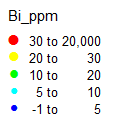 Bi_ppm
30 to 20,000
20 to 30
10 to 20
5 to 10
-1 to 5